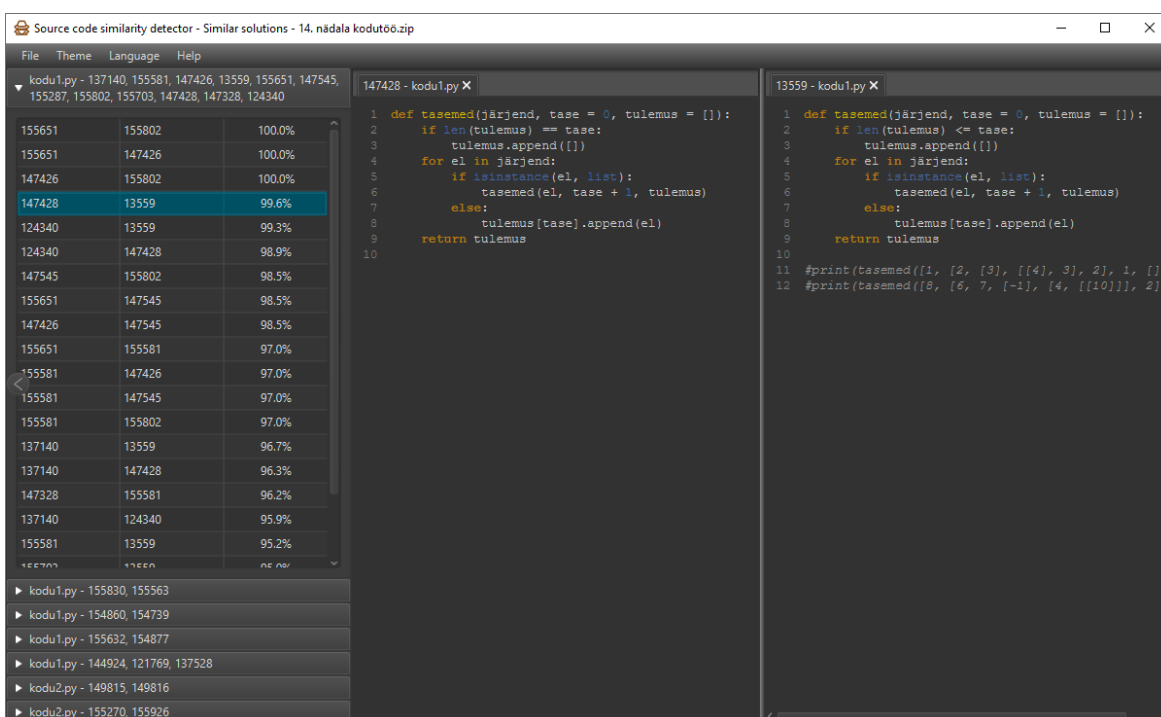 Source code similarity detector - Similar solutions - 14. nädala kodutöö.zip
File Theme Language Help
kodu1.py - 137140, 155581, 147426, 13559, 155651, 147545,
155287, 155802, 155703, 147428, 147328, 124340
155651 155802 100.0%
155651 147426 100.0%
147426 155802 100.0%
147428 13559 99.6%
124340 13559 99.3%
124340 147428 98.9%
147545 155802 98.5%
155651 147545 98.5%
147426 147545 98.5%
155651 155581 97.0%
155581 147426 97.0%
155581 147545 97.0%
155581 155802 97.0%
137140 13559 96.7%
137140 147428 96.3%
147328 155581 96.2%
137140 124340 95.9%
155581 13559 95.2%
155703 13559 95.0%
kodu1.py - 155830, 155563
kodu1.py - 154860, 154739
kodu1.py - 155632, 154877
kodu1.py - 144924, 121769, 137528
kodu2.py - 149815, 149816
kodu2.py - 155270, 155926
147428 - kodu1.py X
1 def tasemed(järjend, tase = 0, tulemus = []):
2 if len(tulemus) == tase:
3 tulemus.append([])
4 for el in järjend:
5 if isinstance(el, list):
6 tasemed(el, tase + 1, tulemus)
7 else:
8 tulemus[tase].append(el)
9 return tulemus
10
13559 - kodu1.py X
1 def tasemed(järjend, tase = 0, tulemus = []):
2 if len(tulemus) <= tase:
3 tulemus.append([])
4 for el in järjend:
5 if isinstance(el, list):
6 tasemed(el, tase + 1, tulemus)
7 else:
8 tulemus[tase].append(el)
9 return tulemus
10
11 #print(tasemed([1, [2, [3], [[4], 3], 2], 1, []
12 #print(tasemed([8, [6, 7, [-1], [4, [[10]]], 2]